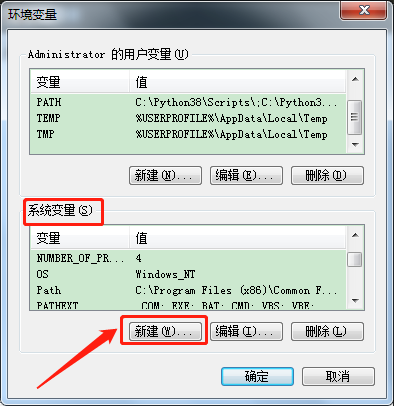 环境变量
Administrator 的用户变量(U)
变量 值
PATH C:\Python38\Scripts\;C:\Python3...
TEMP %USERPROFILE%\AppData\Local\Temp
TMP %USERPROFILE%\AppData\Local\Temp
新建(N)... 编辑(E)... 删除(D)
系统变量(S)
变量 值
NUMBER_OF_PR... 4
OS Windows_NT
Path C:\Program Files (x86)\Common F...
PATHEXT .COM;.EXE;.BAT;.CMD;.VBS;.VBE;
新建(W)... 编辑(I)... 删除(L)
确定 取消